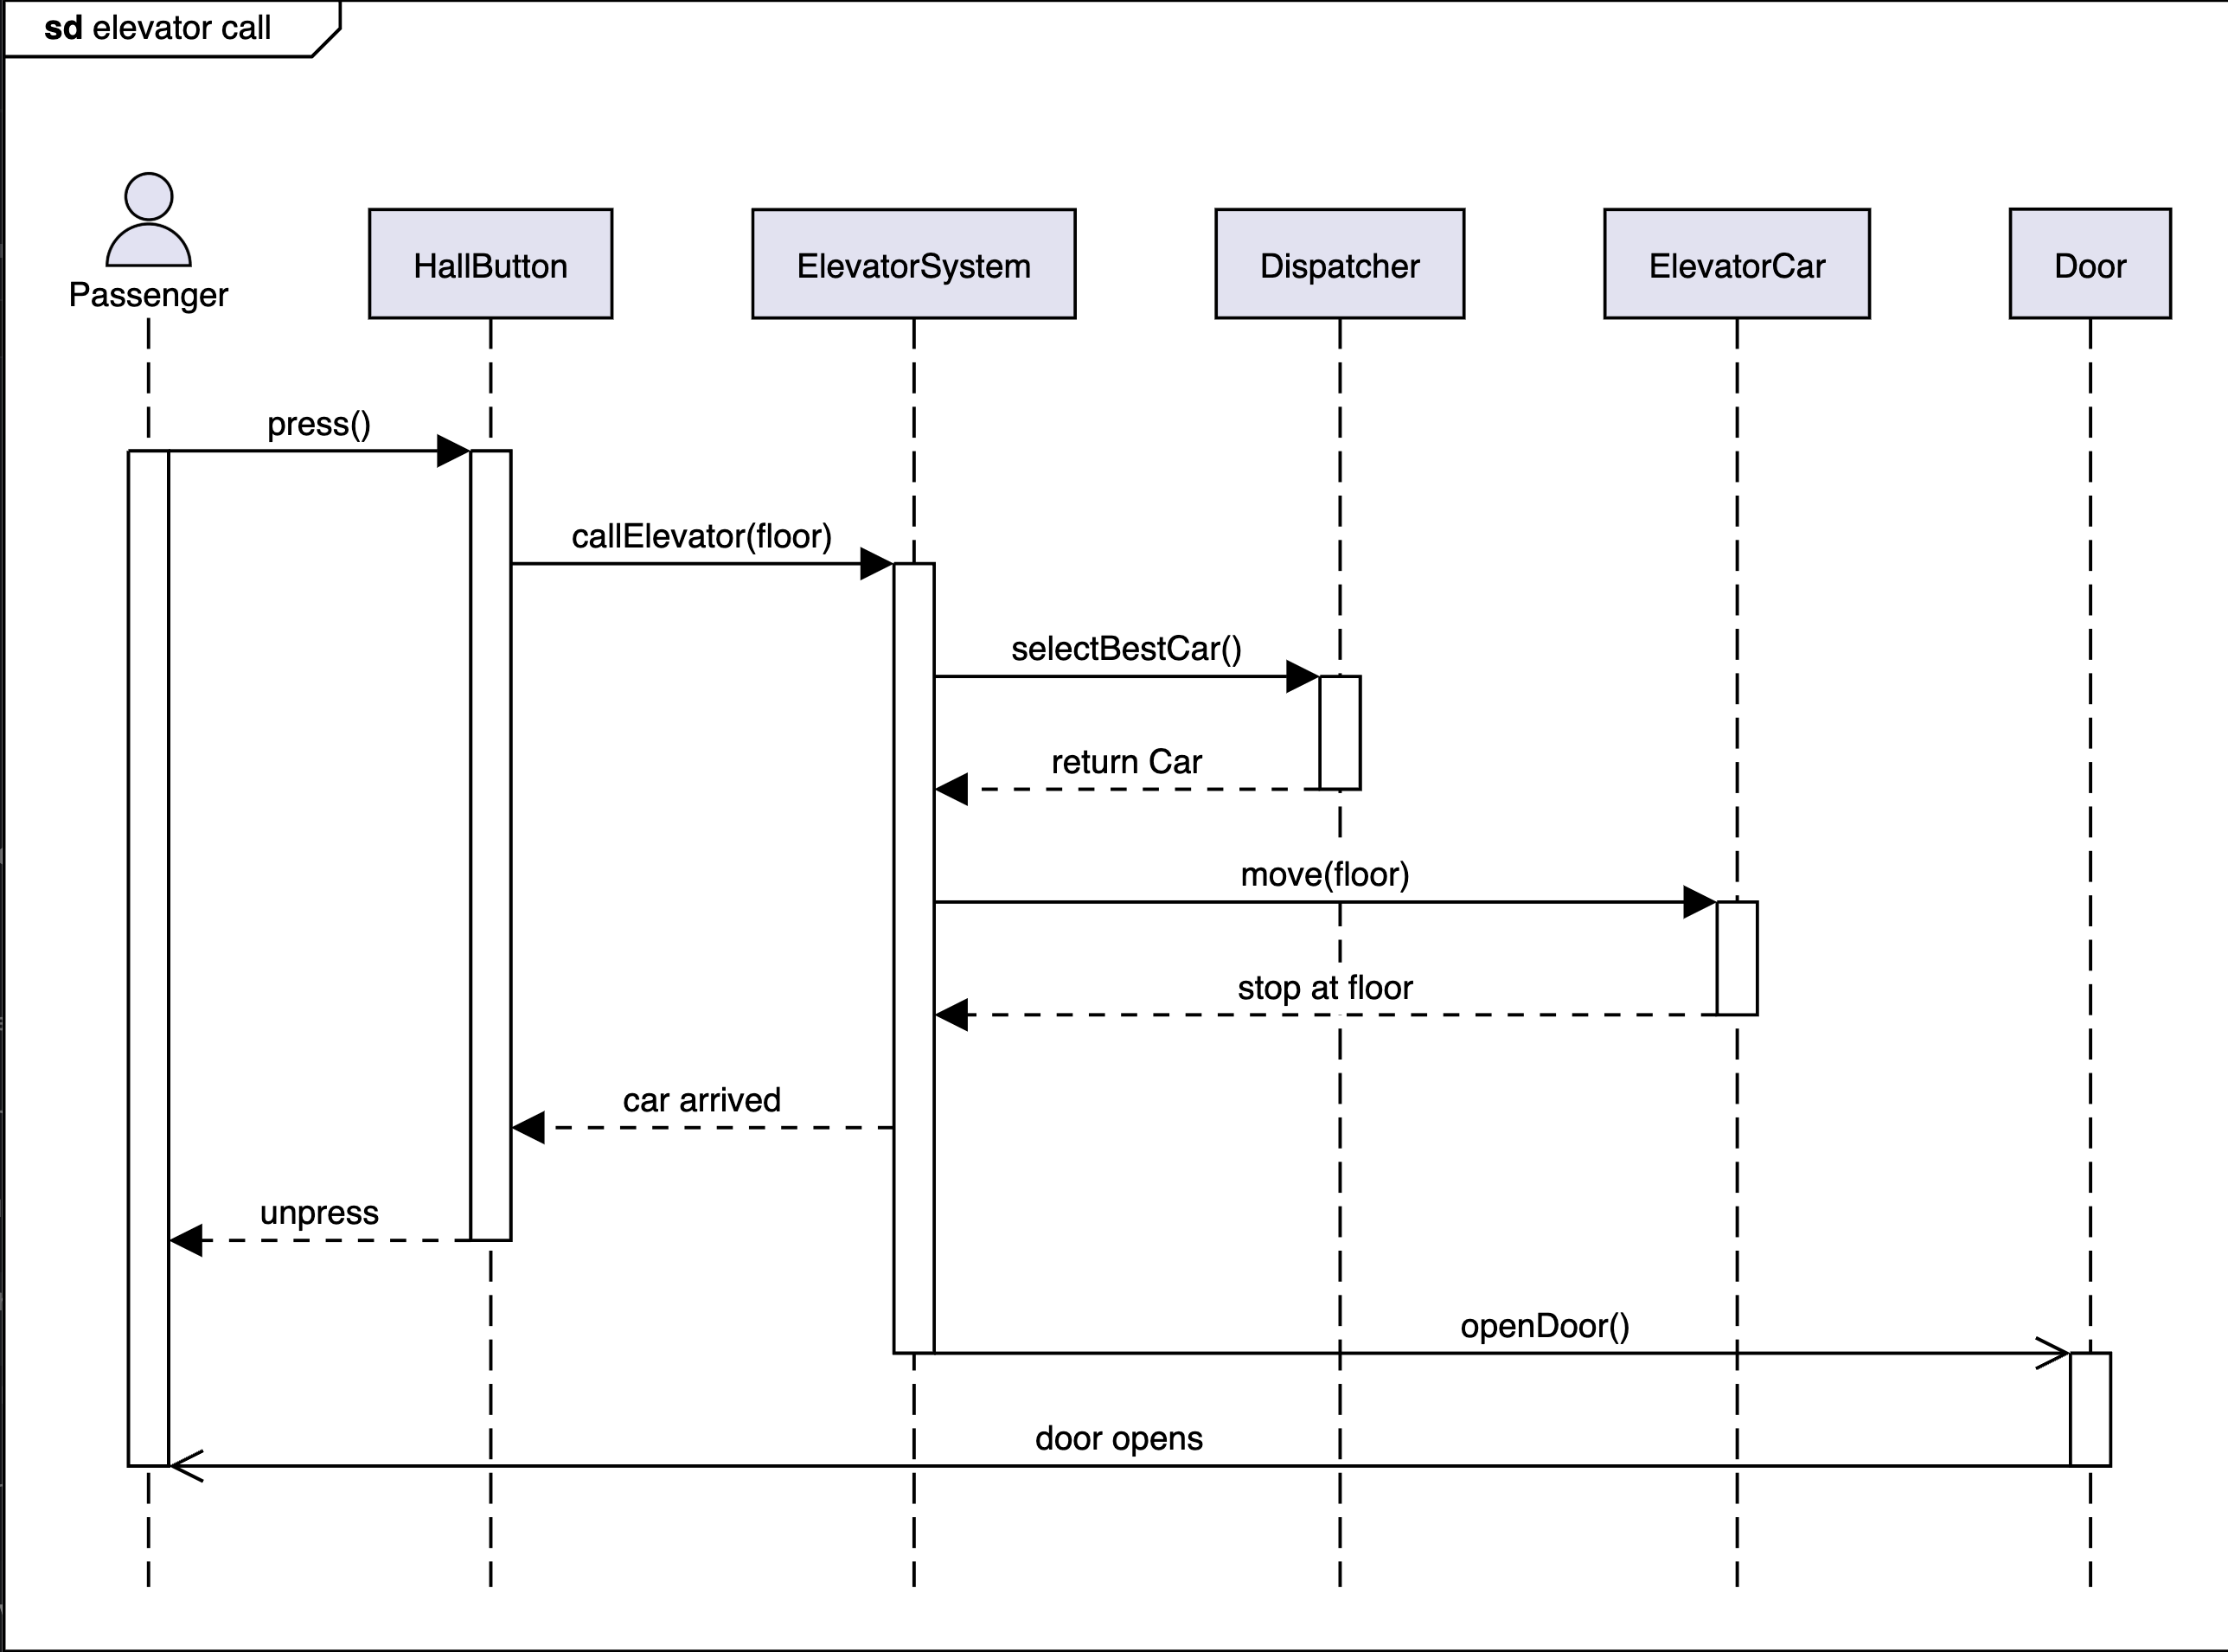 sd elevator call
Passenger
HallButton
ElevatorSystem
Dispatcher
ElevatorCar
Door
press()
callElevator(floor)
selectBestCar()
return Car
move(floor)
stop at floor
car arrived
unpress
openDoor()
door opens